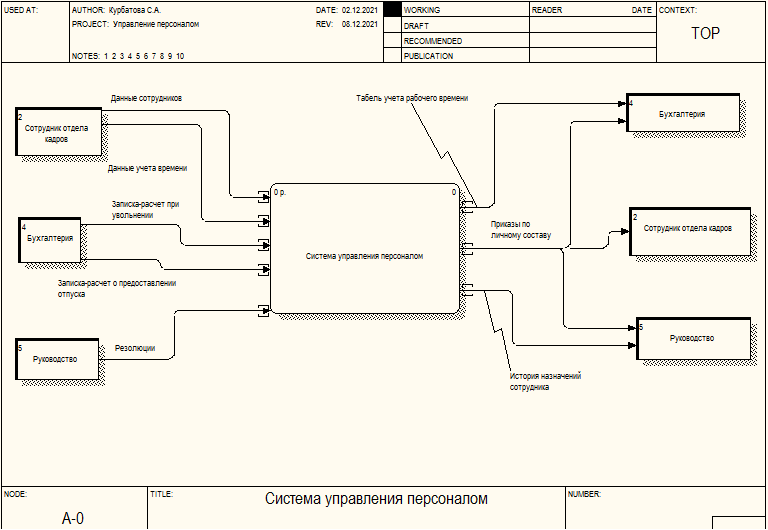 USED AT:
AUTHOR: Курбатова С.А.
DATE: 02.12.2021
WORKING
READER
DATE
CONTEXT:
PROJECT: Управление персоналом
REV: 08.12.2021
DRAFT
TOP
RECOMMENDED
NOTES: 1 2 3 4 5 6 7 8 9 10
PUBLICATION
Данные сотрудников
Табель учета рабочего времени
2
Сотрудник отдела
кадров
4
Бухгалтерия
Данные учета времени
0 р.
0
Записка-расчет при
увольнении
4
Бухгалтерия
Приказы по
личному составу
2
Сотрудник отдела кадров
Система управления персоналом
Записка-расчет о предоставлении
отпуска
5
Руководство
Резолюции
5
Руководство
История назначений
сотрудника
NODE:
TITLE:
Система управления персоналом
NUMBER:
A-0